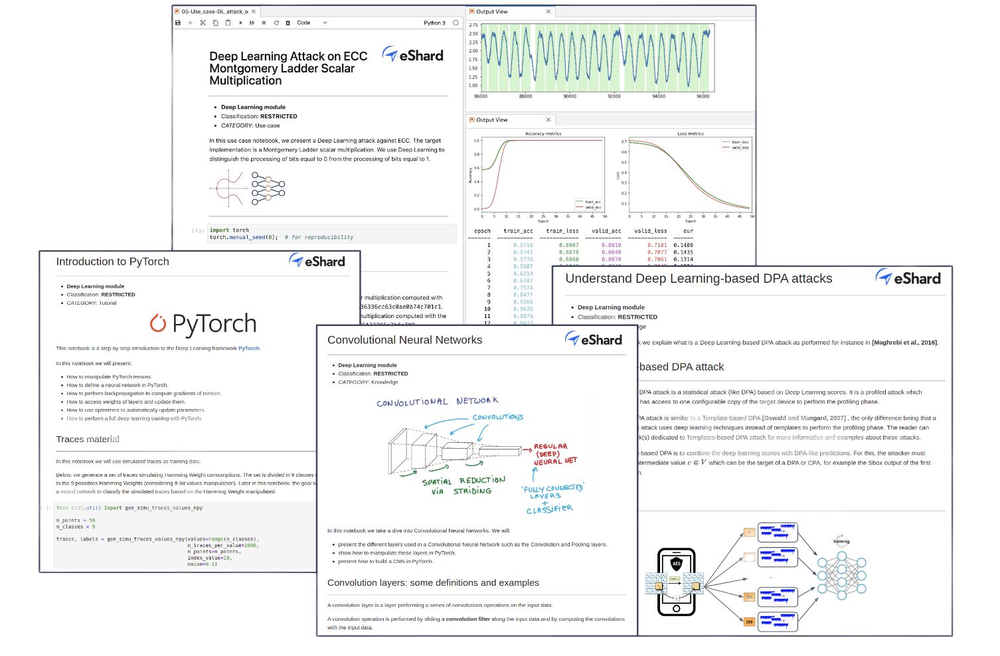 05-Use_case-DL_attack_o
Code
Python 3
Deep Learning Attack on ECC
Montgomery Ladder Scalar
Multiplication
eShard
Deep Learning module
Classification: RESTRICTED
CATEGORY: Use case
In this use case notebook, we present a Deep Learning attack against ECC. The target
implementation is a Montgomery Ladder scalar multiplication. We use Deep Learning to
distinguish the processing of bits equal to 0 from the processing of bits equal to 1.
[1]:
import torch
torch.manual_seed(0); # for reproducibility
r multiplication computed with
36336cc63c0ae0b74c701c1.
multiplication computed with the
Output View
2.75
2.50
2.25
2.00
1.75
1.50
1.25
1.00
86000 88000 90000 92000 94000 96000
Output View
Accuracy metrics
1.0
0.8
0.6
0.4
0.2
0.0
Accuracy
train_acc
valid_acc
0 5 10 15 20 25 30 35 40 45 50
Epoch
Loss metrics
0.7
0.6
0.5
0.4
0.3
0.2
0.1
Loss
train_loss
valid_loss
0 5 10 15 20 25 30 35 40 45 50
Epoch
epoch train_acc train_loss valid_acc valid_loss dur
1 0.5716 0.6907 0.0010 0.7101 0.1408
2 0.5741 0.6878 0.0040 0.7077 0.1435
3 0.5776 0.6860 0.0070 0.7061 0.1314
4 0.5907
5 0.6214
6 0.6787
7 0.7574
8 0.8477
9 0.9166
10 0.9626
11 0.9879
12 0.9973
Introduction to PyTorch
eShard
Deep Learning module
Classification: RESTRICTED
CATEGORY: Tutorial
PyTorch
This notebook is a step-by-step introduction to the Deep Learning framework PyTorch.
In this notebook we will present:
How to manipulate PyTorch tensors.
How to define a neural network in PyTorch.
How to perform backpropagation to compute gradients of tensors.
How to access weights of layers and update them.
How to use optimizers to automatically update parameters.
How to perform a full deep learning training with PyTorch.
Traces material
In this notebook we will use simulated traces as training data.
Below, we generate a set of traces simulating Hamming Weight consumptions. The set is divided in 9 classes
to the 9 possibles Hamming Weights (considering 8-bit values manipulation). Later in this notebook, the goal w
a neural network to classify the simulated traces based on the Hamming Weight manipulated.
[ ]:
from esdl.utils import gen_simu_traces_values_npy
n_points = 50
n_classes = 9
traces, labels = gen_simu_traces_values_npy(values=range(n_classes),
n_traces_per_value=1000,
n_points=n_points,
index_value=10,
noise=0.1)
Convolutional Neural Networks
eShard
Deep Learning module
Classification: RESTRICTED
CATEGORY: Knowledge
CONVOLUTIONAL NETWORK
CONVOLUTIONS
REGULAR
(DEEP)
NEURAL NET
SPATIAL REDUCTION
VIA STRIDING
'FULLY CONNECTED'
LAYERS
+
CLASSIFIER
In this notebook we take a dive into Convolutional Neural Networks. We will:
present the different layers used in a Convolutional Neural Network such as the Convolution and Pooling layers.
show how to manipulate these layers in PyTorch.
present how to build a CNN in PyTorch.
Convolution layers: some definitions and examples
A convolution layer is a layer performing a series of convolutions operations on the input data.
A convolution operation is performed by sliding a convolution filter along the input data and by computing the convolutions
with the input data.
Understand Deep Learning-based DPA attacks
eShard
Deep Learning module
Classification: RESTRICTED
ge
k we explain what is a Deep Learning-based DPA attack as performed for instance in [Maghrebi et al., 2016].
-based DPA attack
DPA attack is a statistical attack (like DPA) based on Deep Learning scores. It is a profiled attack which
has access to one configurable copy of the target device to perform the profiling phase.
PA attack is similar to a Template-based DPA [Oswald and Mangard, 2007] , the only difference being that a
attack uses deep learning techniques instead of templates to perform the profiling phase. The reader can
k(s) dedicated to Templates-based DPA attack for more information and examples about these attacks.
-based DPA is to combine the deep learning scores with DPA-like predictions. For this, the attacker must
ntermediate value υ ∈ V which can be the target of a DPA or CPA, for example the Sbox output of the first
n.
AES
0
...
254
255
training